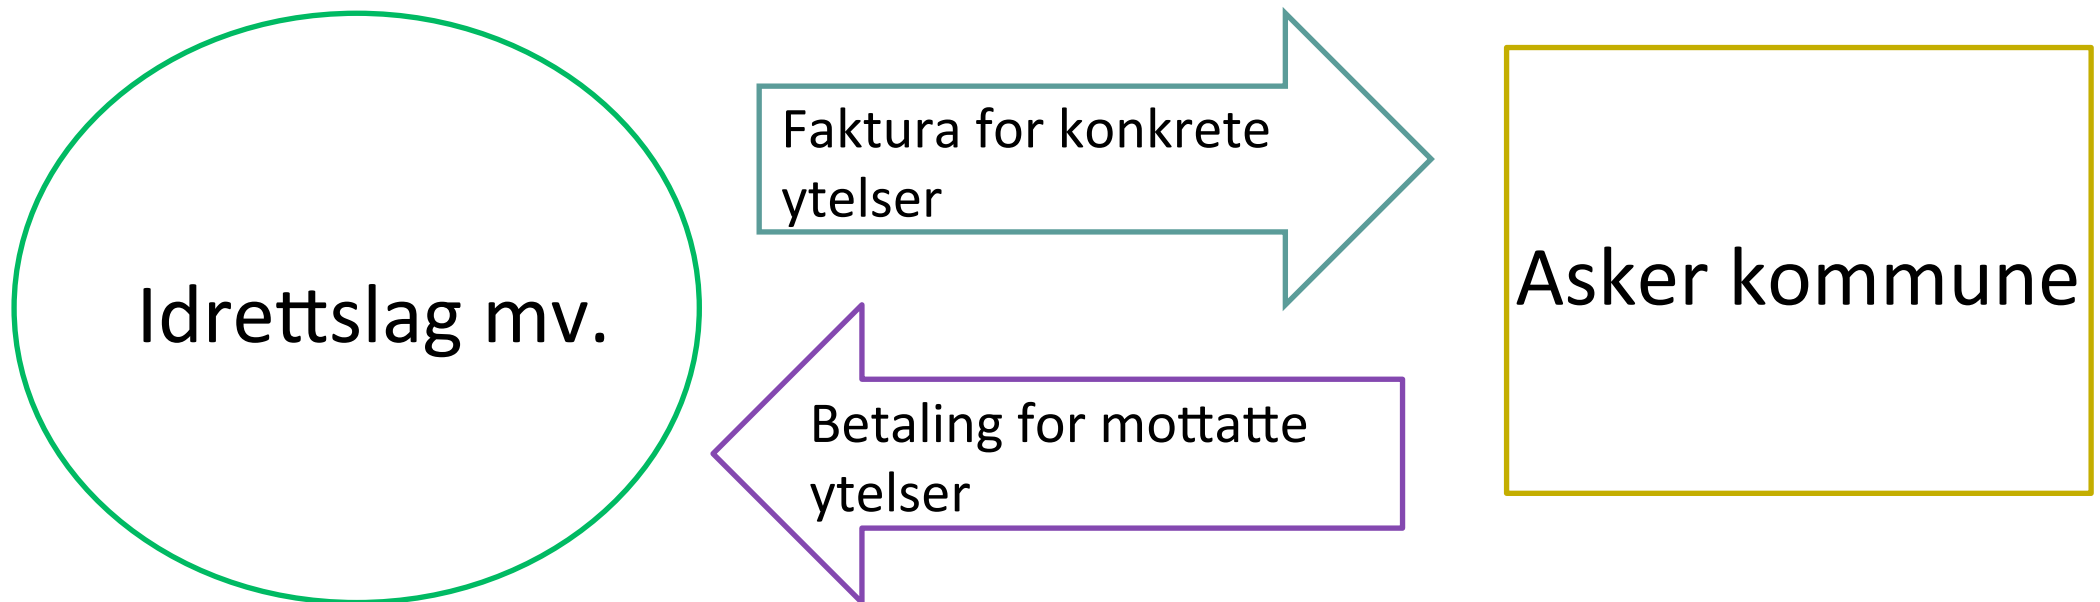 Idrettslag mv.
Faktura for konkrete
ytelser
Betaling for mottatte
ytelser
Asker kommune